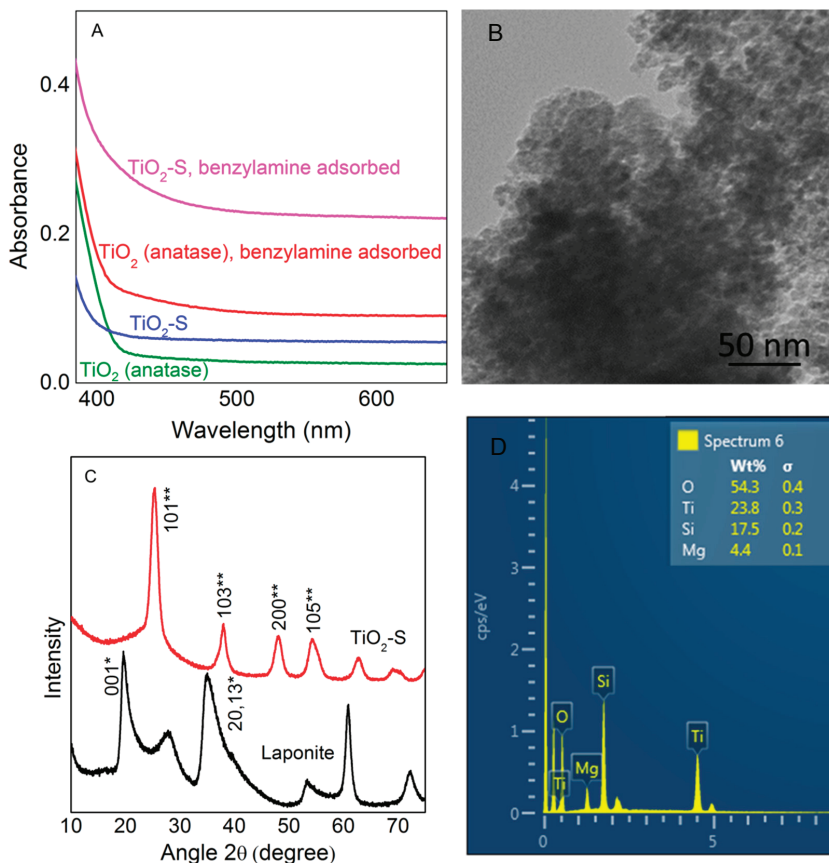 A
Absorbance
0.4
0.2
0.0
TiO₂-S, benzylamine adsorbed
TiO₂ (anatase), benzylamine adsorbed
TiO₂-S
TiO₂ (anatase)
400 500 600
Wavelength (nm)
B
50 nm
C
Intensity
101**
103**
200**
105**
TiO₂-S
001*
20,13*
Laponite
10 20 30 40 50 60 70
Angle 2θ (degree)
D
Spectrum 6
Wt% σ
O 54.3 0.4
Ti 23.8 0.3
Si 17.5 0.2
Mg 4.4 0.1
cps/eV
4
3
2
1
0
Si
O
Ti
Mg
Ti
0 5